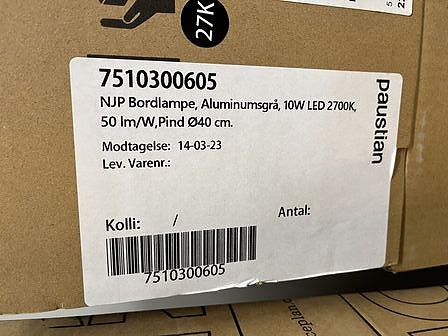 27K
7510300605
NJP Bordlampe, Aluminumsgrå, 10W LED 2700K,
50 lm/W,Pind Ø40 cm.
Modtagelse: 14-03-23
Lev. Varenr.:
Kolli: /
Antal:
7510300605
paustian